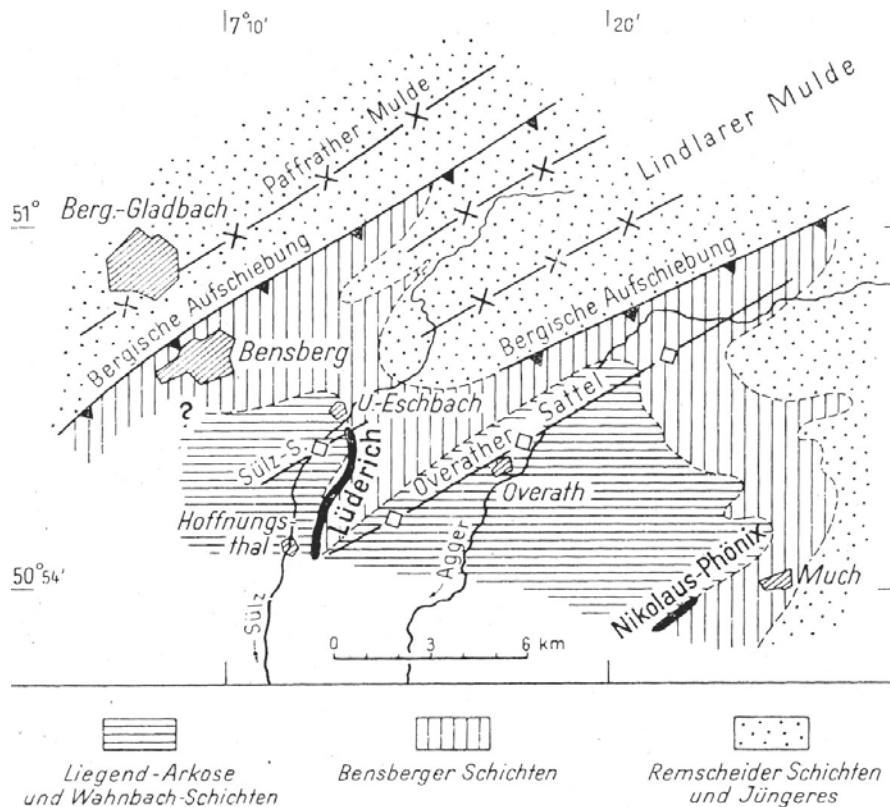 7° 10'
20'
Paffrather Mulde
Lindlarer Mulde
51°
Berg.-Gladbach
Bergische Aufschiebung
Bergische Aufschiebung
Bensberg
?
U.-Eschbach
Sülz-S.
Lüderich
Overather Sattel
Overath
Hoffnungs-
thal
50° 54'
Agger
Nikolaus-Phönix
Much
Sülz
0 3 6 km
Liegend-Arkose
und Wahnbach-Schichten
Bensberger Schichten
Remscheider Schichten
und Jüngeres